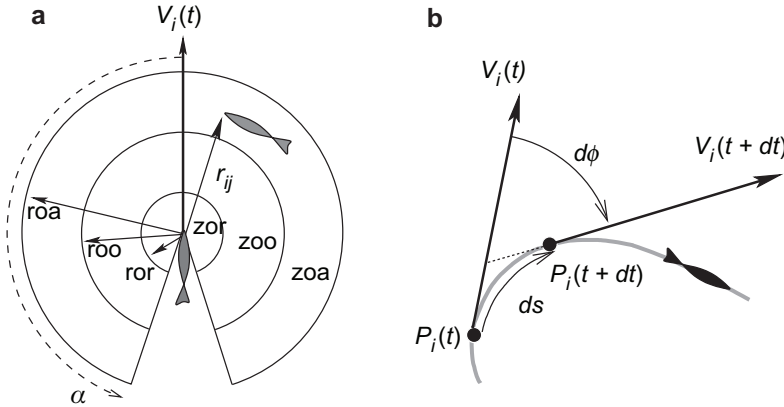 a
V_i(t)
r_ij
roa
roo
ror
zor
zoo
zoa
α
b
V_i(t)
V_i(t + dt)
dϕ
P_i(t + dt)
ds
P_i(t)